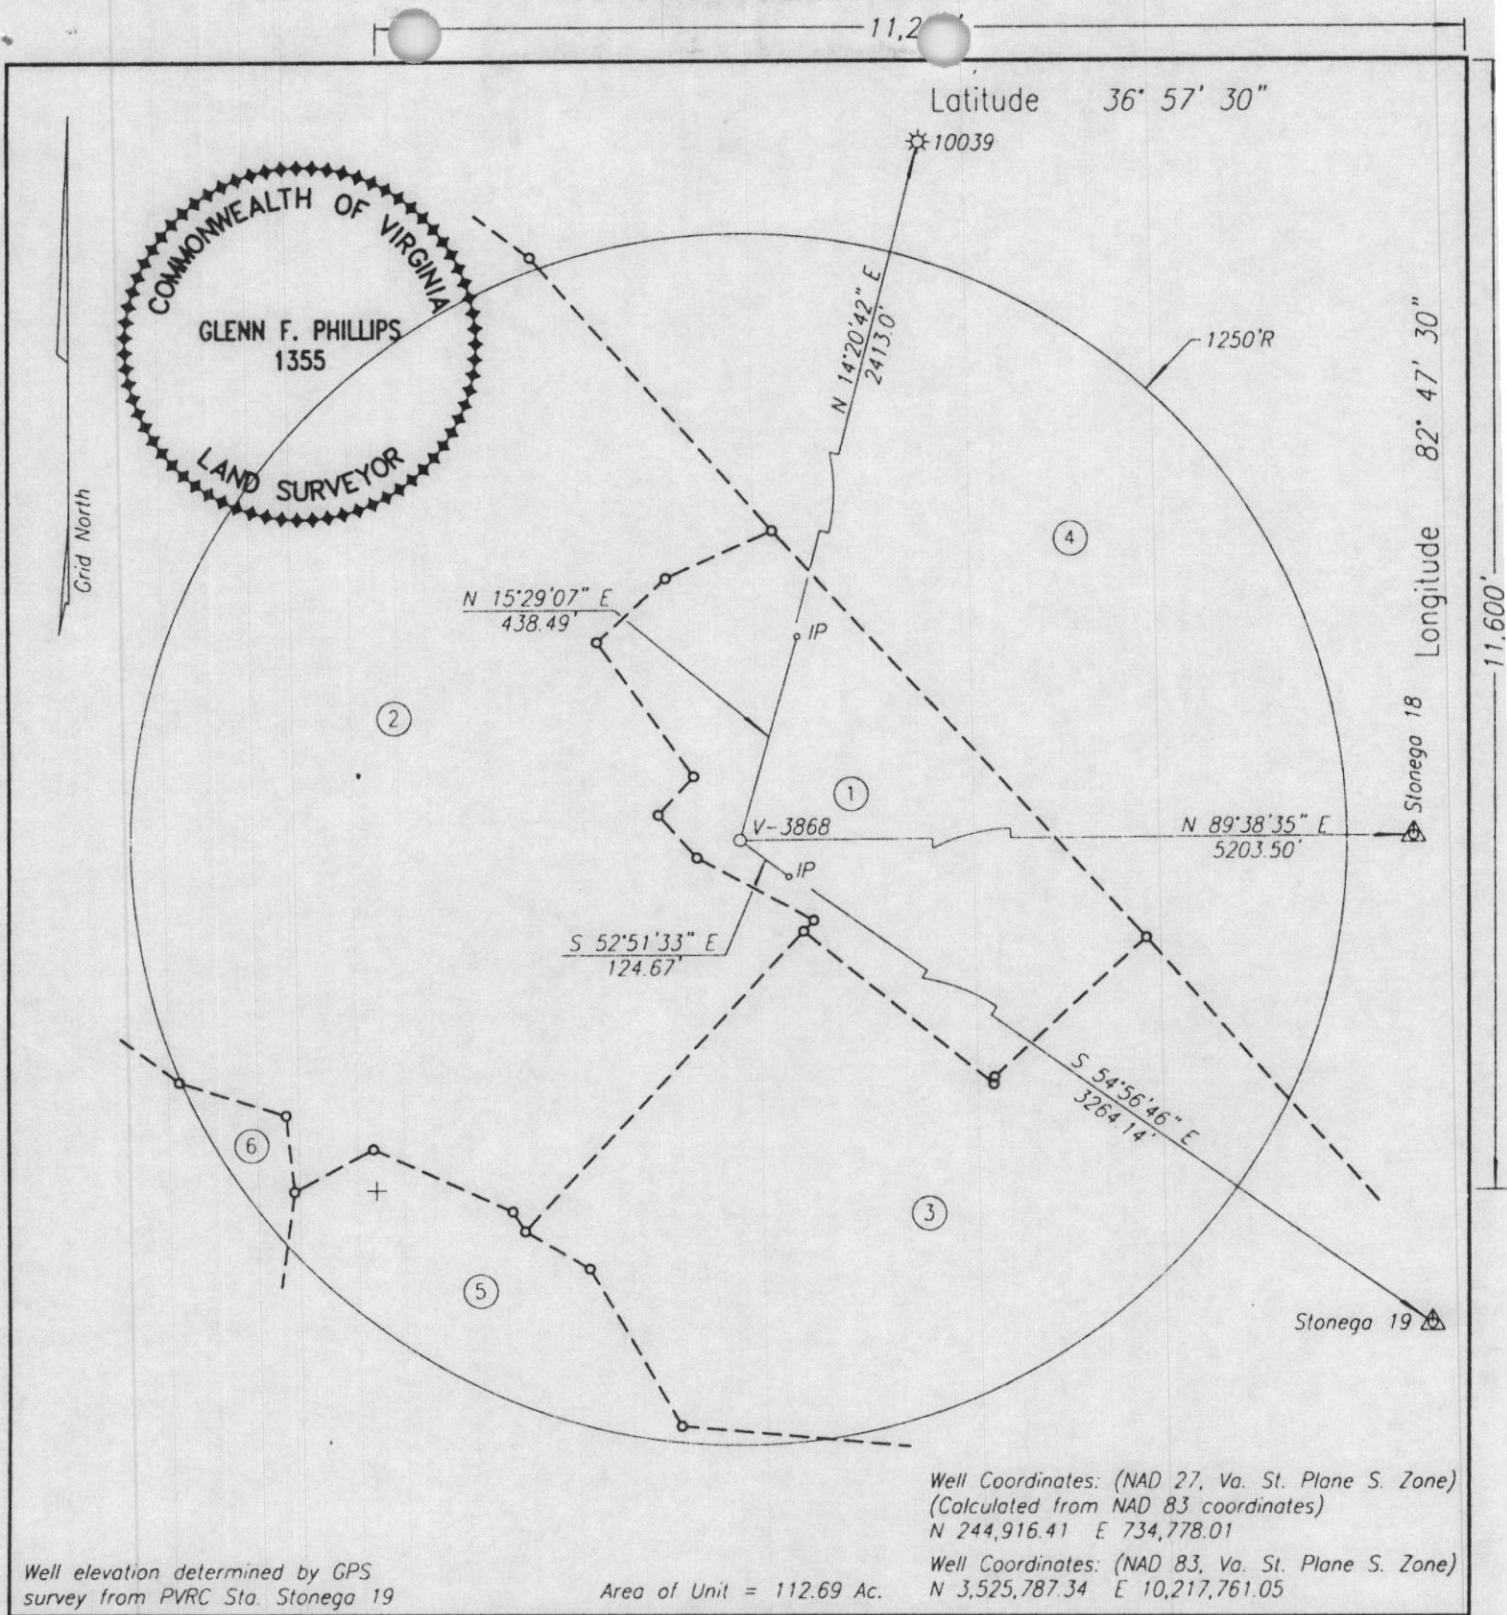 11,2
Latitude 36° 57' 30"
10039
COMMONWEALTH OF VIRGINIA
GLENN F. PHILLIPS
1355
LAND SURVEYOR
Grid North
N 14°20'42" E
2413.0'
1250'R
Longitude 82° 47' 30"
4
N 15°29'07" E
438.49'
IP
11,600'
2
Stonega 18
1
V-3868
N 89°38'35" E
5203.50'
IP
S 52°51'33" E
124.67'
S 54°56'46" E
3264.14'
6
3
5
Stonega 19
Well Coordinates: (NAD 27, Va. St. Plane S. Zone)
(Calculated from NAD 83 coordinates)
N 244,916.41 E 734,778.01
Well elevation determined by GPS
survey from PVRC Sta. Stonega 19
Area of Unit = 112.69 Ac.
Well Coordinates: (NAD 83, Va. St. Plane S. Zone)
N 3,525,787.34 E 10,217,761.05